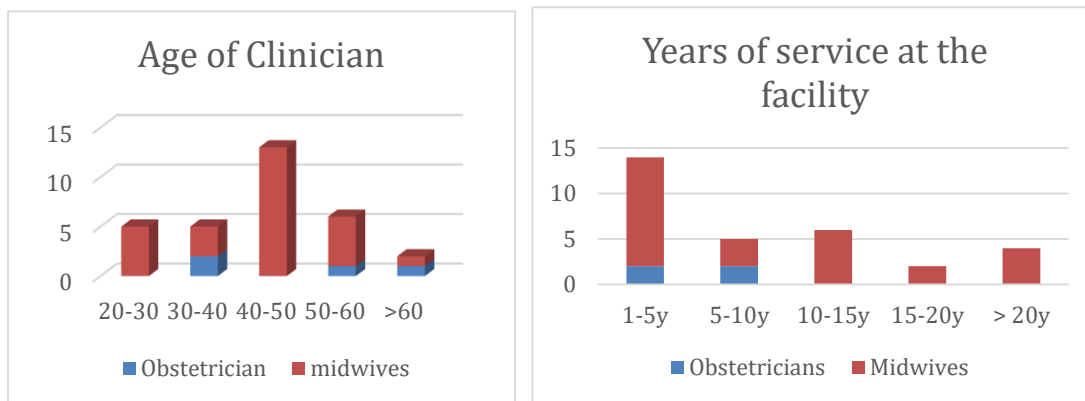 Age of Clinician
15
10
5
0
20-30 30-40 40-50 50-60 >60
Obstetrician midwives
Years of service at the
facility
15
10
5
0
1-5y 5-10y 10-15y 15-20y > 20y
Obstetricians Midwives